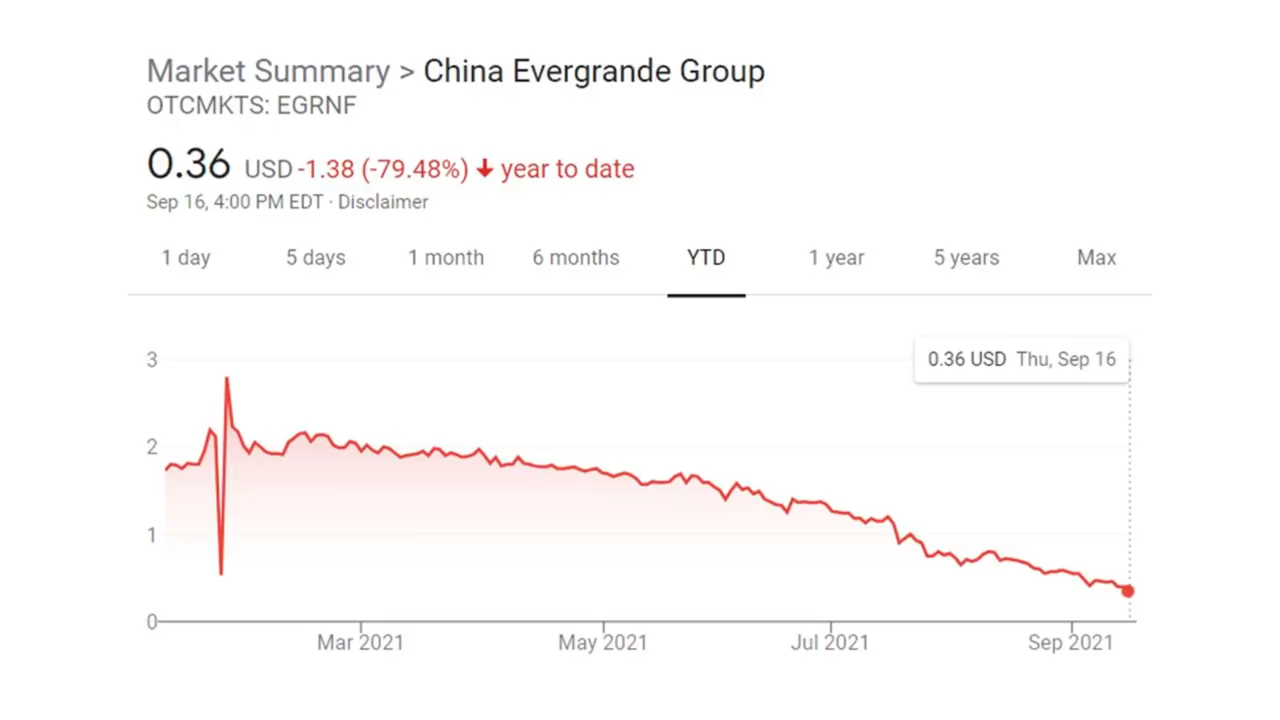 Market Summary > China Evergrande Group
OTCMKTS: EGRNF
0.36 USD -1.38 (-79.48%) ↓ year to date
Sep 16, 4:00 PM EDT · Disclaimer
1 day 5 days 1 month 6 months YTD 1 year 5 years Max
0.36 USD Thu, Sep 16
3
2
1
0
Mar 2021 May 2021 Jul 2021 Sep 2021